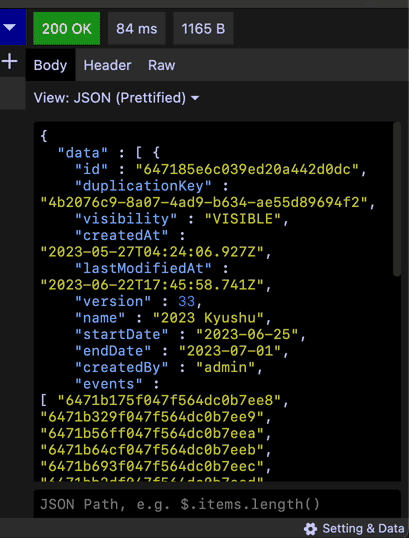 200 OK 84 ms 1165 B
Body Header Raw
View: JSON (Prettified)
{
"data" : [ {
"id" : "647185e6c039ed20a442d0dc",
"duplicationKey" :
"4b2076c9-8a07-4ad9-b634-ae55d89694f2",
"visibility" : "VISIBLE",
"createdAt" :
"2023-05-27T04:24:06.927Z",
"lastModifiedAt" :
"2023-06-22T17:45:58.741Z",
"version" : 33,
"name" : "2023 Kyushu",
"startDate" : "2023-06-25",
"endDate" : "2023-07-01",
"createdBy" : "admin",
"events" :
[ "6471b175f047f564dc0b7ee8",
"6471b329f047f564dc0b7ee9",
"6471b56ff047f564dc0b7eea",
"6471b64cf047f564dc0b7eeb",
"6471b693f047f564dc0b7eec",
JSON Path, e.g. $.items.length()
Setting & Data